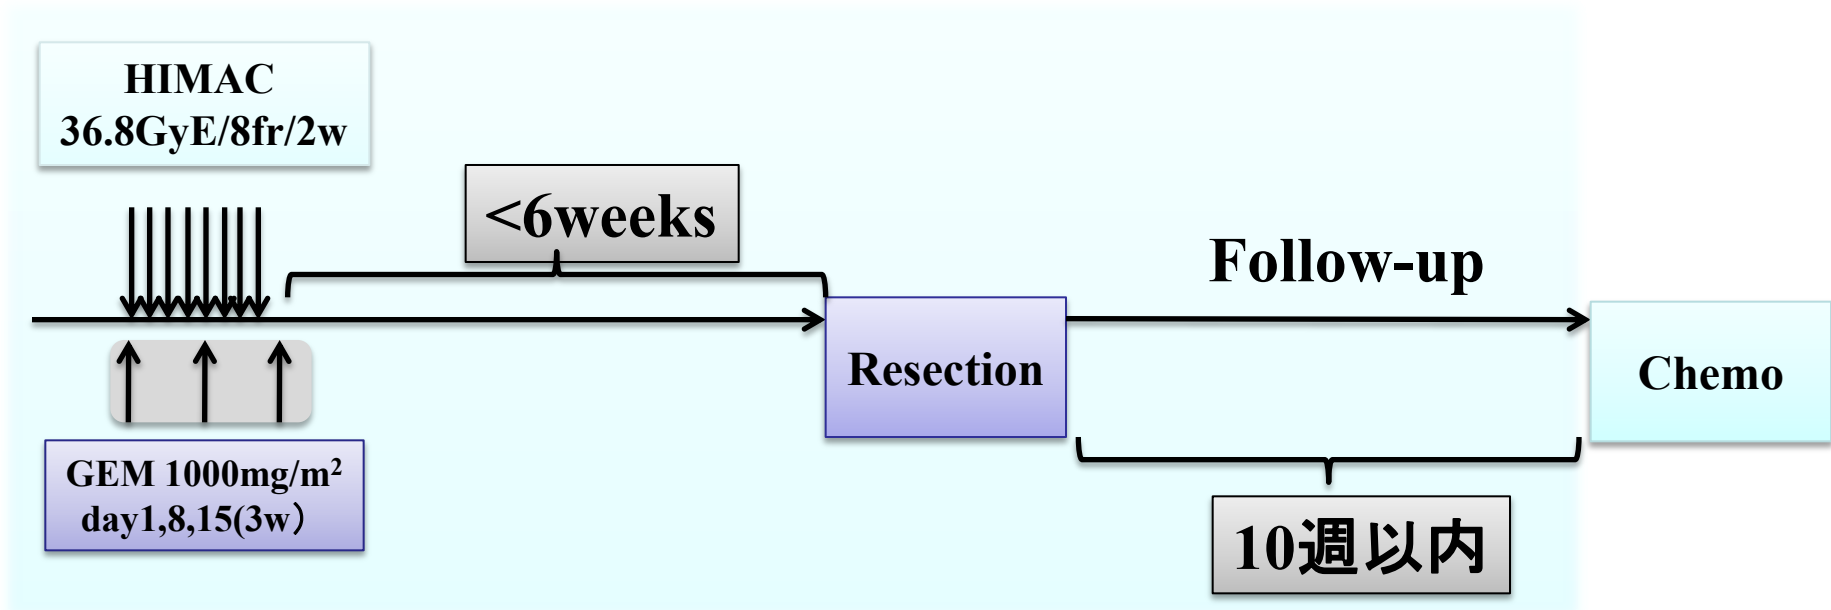 HIMAC
36.8GyE/8fr/2w
<6weeks
Follow-up
Resection
Chemo
GEM 1000mg/m²
day1,8,15(3w）
10週以内